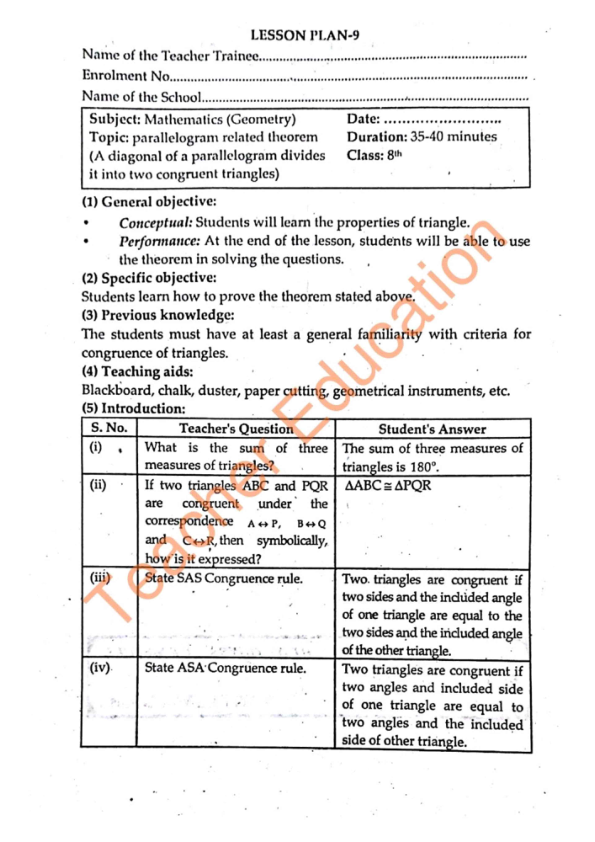 LESSON PLAN-9
Name of the Teacher Trainee..........................................................................
Enrolment No..................................................................................................
Name of the School..........................................................................................
Subject: Mathematics (Geometry)
Date: ..........................
Topic: parallelogram related theorem
Duration: 35-40 minutes
(A diagonal of a parallelogram divides
Class: 8th
it into two congruent triangles)
(1) General objective:
• Conceptual: Students will learn the properties of triangle.
• Performance: At the end of the lesson, students will be able to use
the theorem in solving the questions.
(2) Specific objective:
Students learn how to prove the theorem stated above.
(3) Previous knowledge:
The students must have at least a general familiarity with criteria for
congruence of triangles.
(4) Teaching aids:
Blackboard, chalk, duster, paper cutting, geometrical instruments, etc.
(5) Introduction:
S. No.
Teacher's Question
Student's Answer
(i)
What is the sum of three
measures of triangles?
The sum of three measures of
triangles is 180°.
(ii)
If two triangles ABC and PQR
are congruent under the
correspondence A↔P, B↔Q
and C↔R, then symbolically,
how is it expressed?
ΔABC ≅ ΔPQR
(iii)
State SAS Congruence rule.
Two triangles are congruent if
two sides and the included angle
of one triangle are equal to the
two sides and the included angle
of the other triangle.
(iv)
State ASA Congruence rule.
Two triangles are congruent if
two angles and included side
of one triangle are equal to
two angles and the included
side of other triangle.
Teacher Education